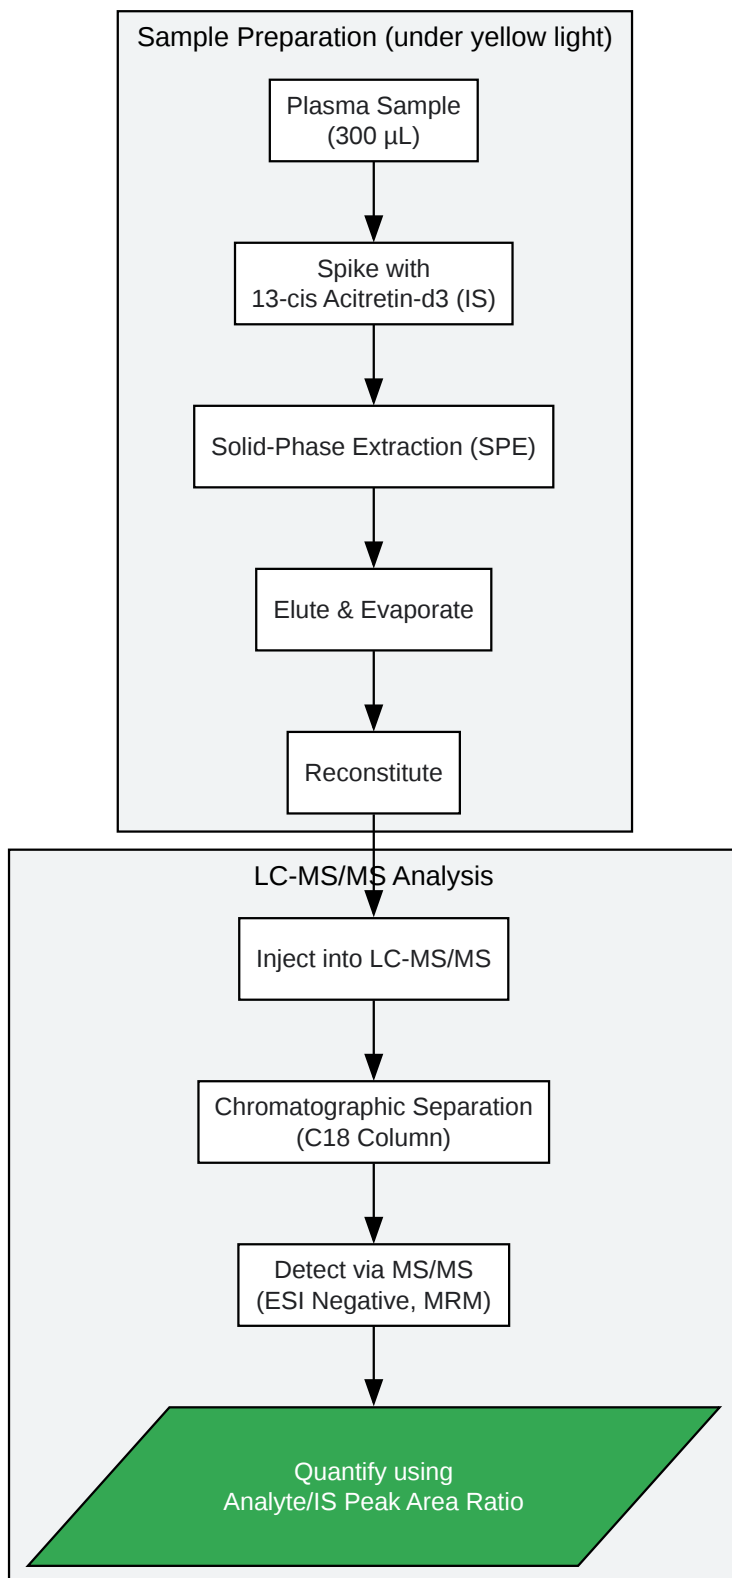 Sample Preparation (under yellow light)
Plasma Sample
(300 µL)
Spike with
13-cis Acitretin-d3 (IS)
Solid-Phase Extraction (SPE)
Elute & Evaporate
Reconstitute
LC-MS/MS Analysis
Inject into LC-MS/MS
Chromatographic Separation
(C18 Column)
Detect via MS/MS
(ESI Negative, MRM)
Quantify using
Analyte/IS Peak Area Ratio